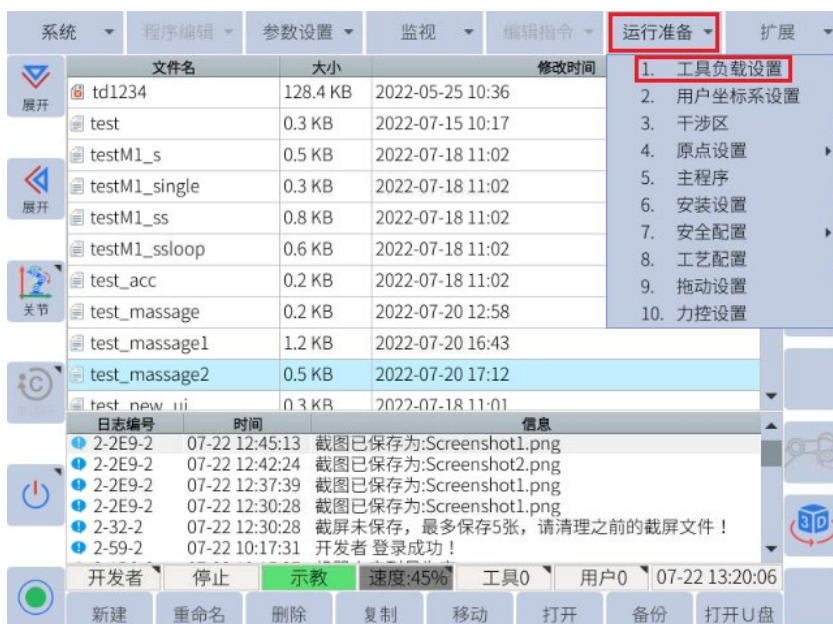 系统 程序编辑 参数设置 监视 编辑指令 运行准备 扩展
文件名 大小 修改时间
td1234 128.4 KB 2022-05-25 10:36
test 0.3 KB 2022-07-15 10:17
testM1_s 0.5 KB 2022-07-18 11:02
testM1_single 0.3 KB 2022-07-18 11:02
testM1_ss 0.8 KB 2022-07-18 11:02
testM1_ssloop 0.6 KB 2022-07-18 11:02
test_acc 0.2 KB 2022-07-18 11:02
test_massage 0.2 KB 2022-07-20 12:58
test_massage1 1.2 KB 2022-07-20 16:43
test_massage2 0.5 KB 2022-07-20 17:12
test_new_ui 0.3 KB 2022-07-18 11:01
1. 工具负载设置
2. 用户坐标系设置
3. 干涉区
4. 原点设置
5. 主程序
6. 安装设置
7. 安全配置
8. 工艺配置
9. 拖动设置
10. 力控设置
展开
展开
关节
3D
日志编号 时间 信息
2-2E9-2 07-22 12:45:13 截图已保存为:Screenshot1.png
2-2E9-2 07-22 12:42:24 截图已保存为:Screenshot2.png
2-2E9-2 07-22 12:37:39 截图已保存为:Screenshot1.png
2-2E9-2 07-22 12:30:28 截图已保存为:Screenshot1.png
2-32-2 07-22 12:30:28 截屏未保存，最多保存5张，请清理之前的截屏文件！
2-59-2 07-22 10:17:31 开发者 登录成功！
开发者 停止 示教 速度:45% 工具0 用户0 07-22 13:20:06
新建 重命名 删除 复制 移动 打开 备份 打开U盘